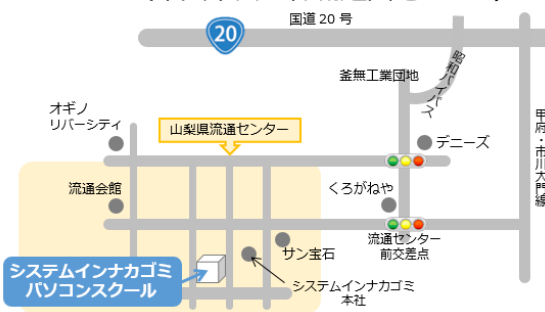 国道 20 号
20
昭和バイパス
釜無工業団地
オギノ
リバーシティ
山梨県流通センター
デニーズ
甲府・市川大門線
流通会館
くろがねや
流通センター
前交差点
サン宝石
システムインナカゴミ
パソコンスクール
システムインナカゴミ
本社